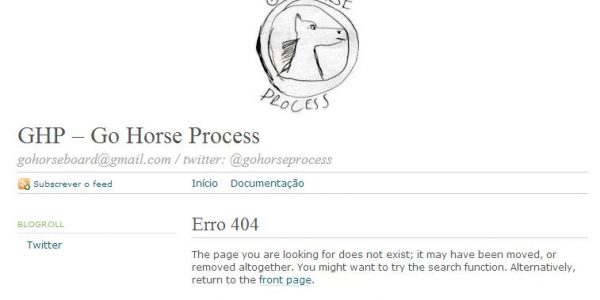 PROCESS
GHP – Go Horse Process
gohorseboard@gmail.com / twitter: @gohorseprocess
Subscrever o feed
Início Documentação
BLOGROLL
Twitter
Erro 404
The page you are looking for does not exist; it may have been moved, or
removed altogether. You might want to try the search function. Alternatively,
return to the front page.